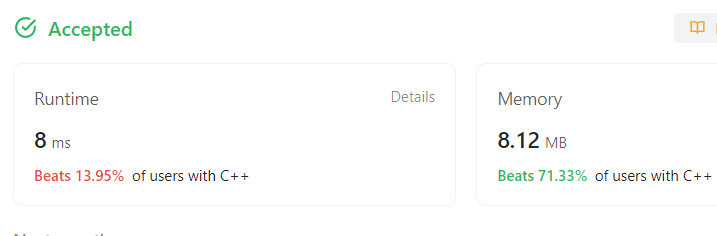 Accepted
Runtime
Details
8 ms
Beats 13.95% of users with C++
Memory
8.12 MB
Beats 71.33% of users with C++